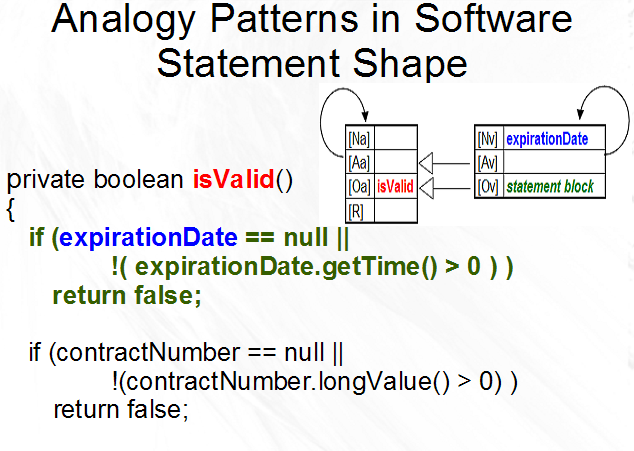 Analogy Patterns in Software
Statement Shape
[Na]
[Aa]
[Oa] isValid
[R]
[Nv] expirationDate
[Av]
[Ov] statement block
private boolean isValid()
{
if (expirationDate == null ||
!( expirationDate.getTime() > 0 ) )
return false;
if (contractNumber == null ||
!(contractNumber.longValue() > 0) )
return false;